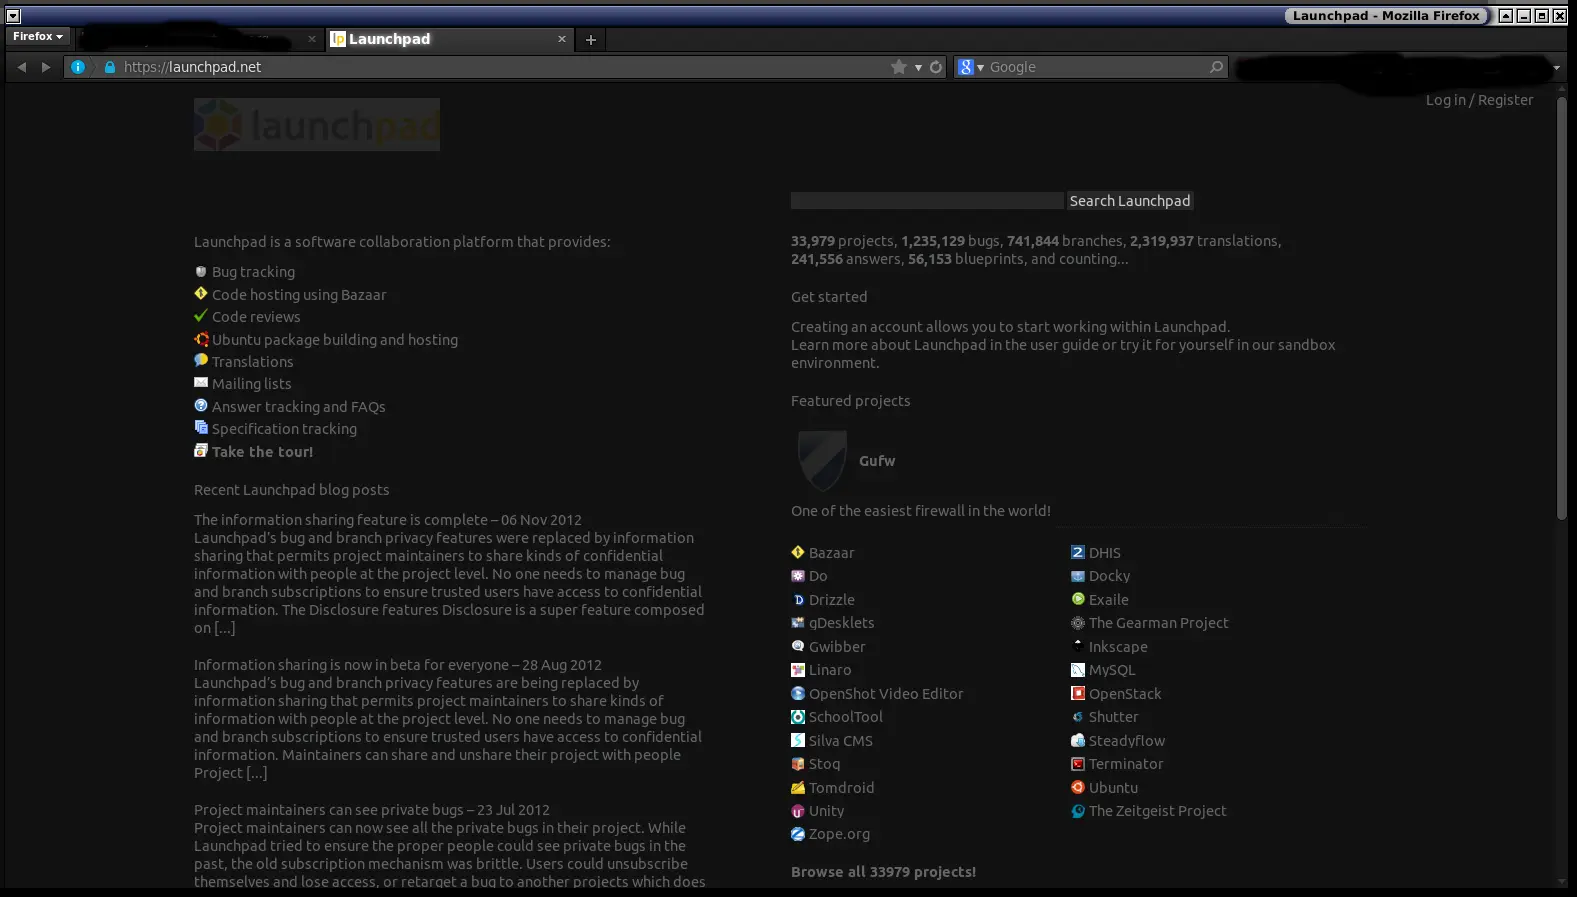 Launchpad - Mozilla Firefox
Firefox
lp Launchpad
https://launchpad.net
Google
Log in / Register
launchpad
Search Launchpad
Launchpad is a software collaboration platform that provides:
Bug tracking
Code hosting using Bazaar
Code reviews
Ubuntu package building and hosting
Translations
Mailing lists
Answer tracking and FAQs
Specification tracking
Take the tour!
Recent Launchpad blog posts
The information sharing feature is complete – 06 Nov 2012
Launchpad's bug and branch privacy features were replaced by information
sharing that permits project maintainers to share kinds of confidential
information with people at the project level. No one needs to manage bug
and branch subscriptions to ensure trusted users have access to confidential
information. The Disclosure features Disclosure is a super feature composed
on [...]
Information sharing is now in beta for everyone – 28 Aug 2012
Launchpad's bug and branch privacy features are being replaced by
information sharing that permits project maintainers to share kinds of
information with people at the project level. No one needs to manage bug
and branch subscriptions to ensure trusted users have access to confidential
information. Maintainers can share and unshare their project with people
Project [...]
Project maintainers can see private bugs – 23 Jul 2012
Project maintainers can now see all the private bugs in their project. While
Launchpad tried to ensure the proper people could see private bugs in the
past, the old subscription mechanism was brittle. Users could unsubscribe
themselves and lose access, or retarget a bug to another projects which does
33,979 projects, 1,235,129 bugs, 741,844 branches, 2,319,937 translations,
241,556 answers, 56,153 blueprints, and counting...
Get started
Creating an account allows you to start working within Launchpad.
Learn more about Launchpad in the user guide or try it for yourself in our sandbox
environment.
Featured projects
Gufw
One of the easiest firewall in the world!
Bazaar
Do
Drizzle
gDesklets
Gwibber
Linaro
OpenShot Video Editor
SchoolTool
Silva CMS
Stoq
Tomdroid
Unity
Zope.org
DHIS
Docky
Exaile
The Gearman Project
Inkscape
MySQL
OpenStack
Shutter
Steadyflow
Terminator
Ubuntu
The Zeitgeist Project
Browse all 33979 projects!